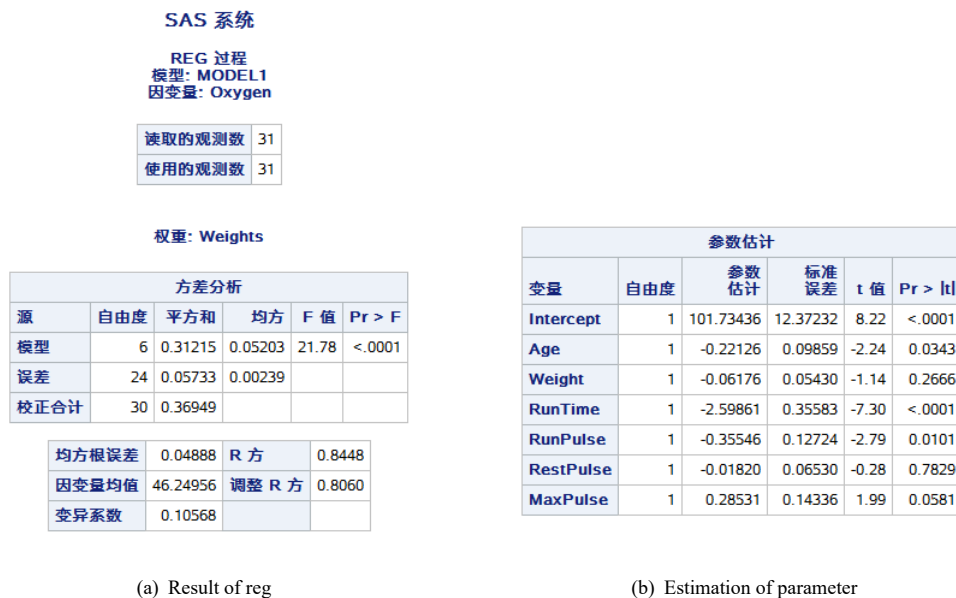 SAS 系统
REG 过程
模型: MODEL1
因变量: Oxygen
读取的观测数 31
使用的观测数 31
权重: Weights
方差分析
源 自由度 平方和 均方 F 值 Pr > F
模型 6 0.31215 0.05203 21.78 <.0001
误差 24 0.05733 0.00239
校正合计 30 0.36949
均方根误差 0.04888 R 方 0.8448
因变量均值 46.24956 调整 R 方 0.8060
变异系数 0.10568
(a) Result of reg
参数估计
变量 自由度 参数估计 标准误差 t 值 Pr > |t|
Intercept 1 101.73436 12.37232 8.22 <.0001
Age 1 -0.22126 0.09859 -2.24 0.0343
Weight 1 -0.06176 0.05430 -1.14 0.2666
RunTime 1 -2.59861 0.35583 -7.30 <.0001
RunPulse 1 -0.35546 0.12724 -2.79 0.0101
RestPulse 1 -0.01820 0.06530 -0.28 0.7829
MaxPulse 1 0.28531 0.14336 1.99 0.0581
(b) Estimation of parameter